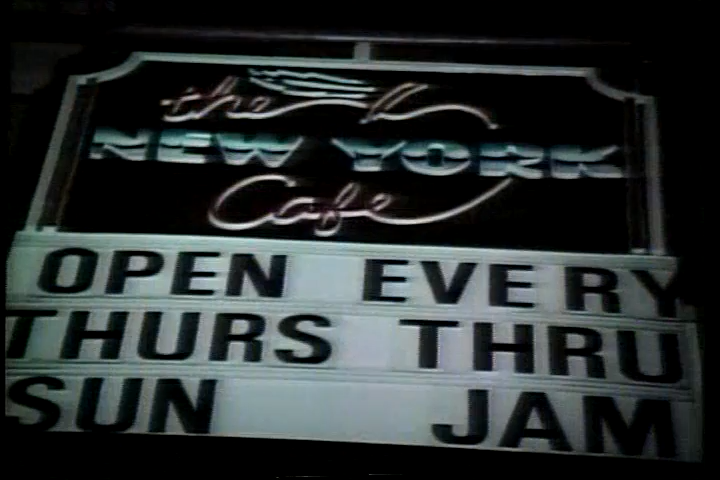 the
NEW YORK
Cafe
OPEN EVERY
THURS THRU
SUN JAM